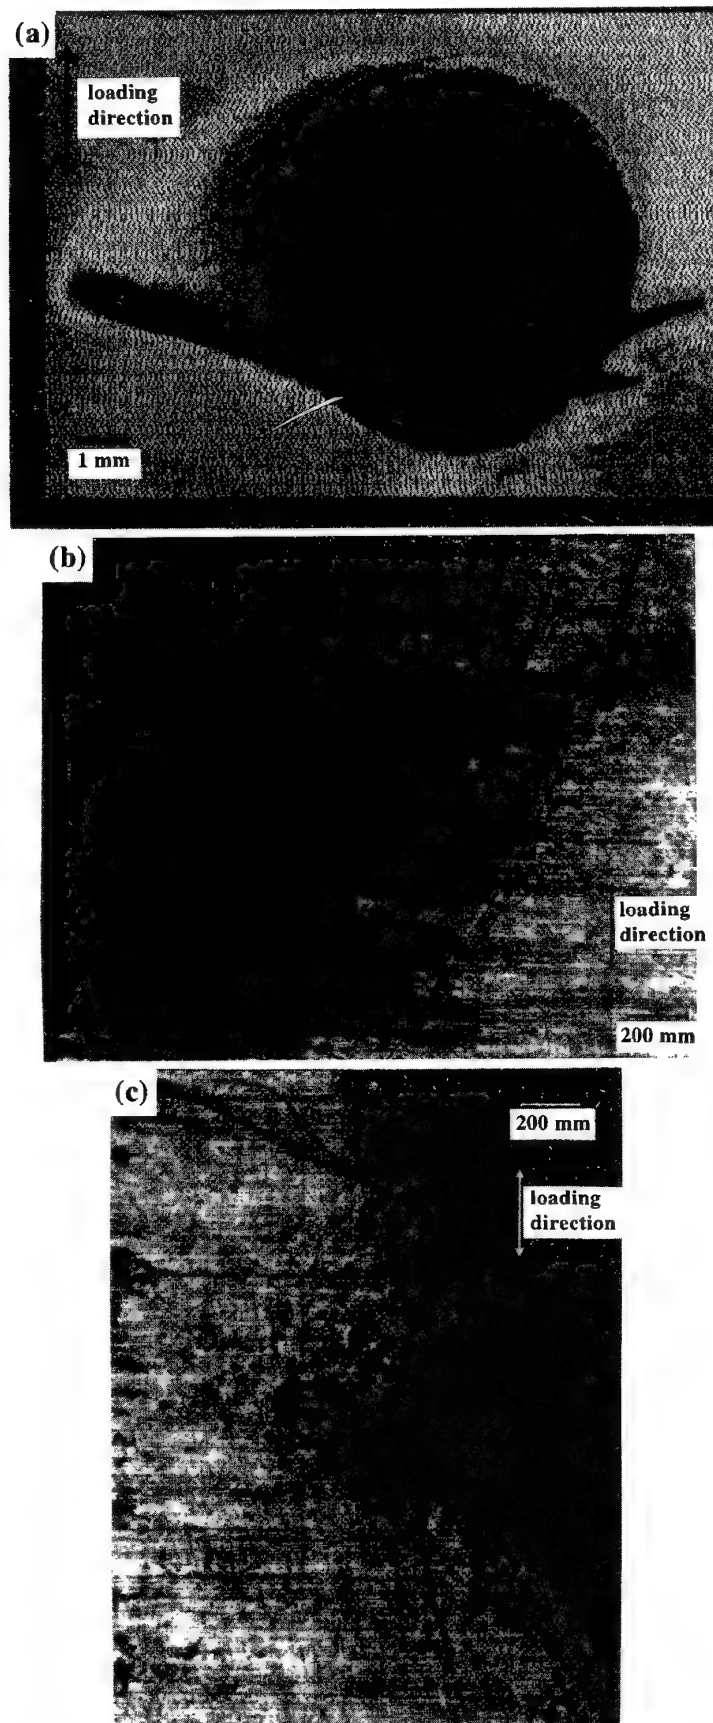 (a)
loading
direction
1 mm
(b)
loading
direction
200 mm
(c)
200 mm
loading
direction